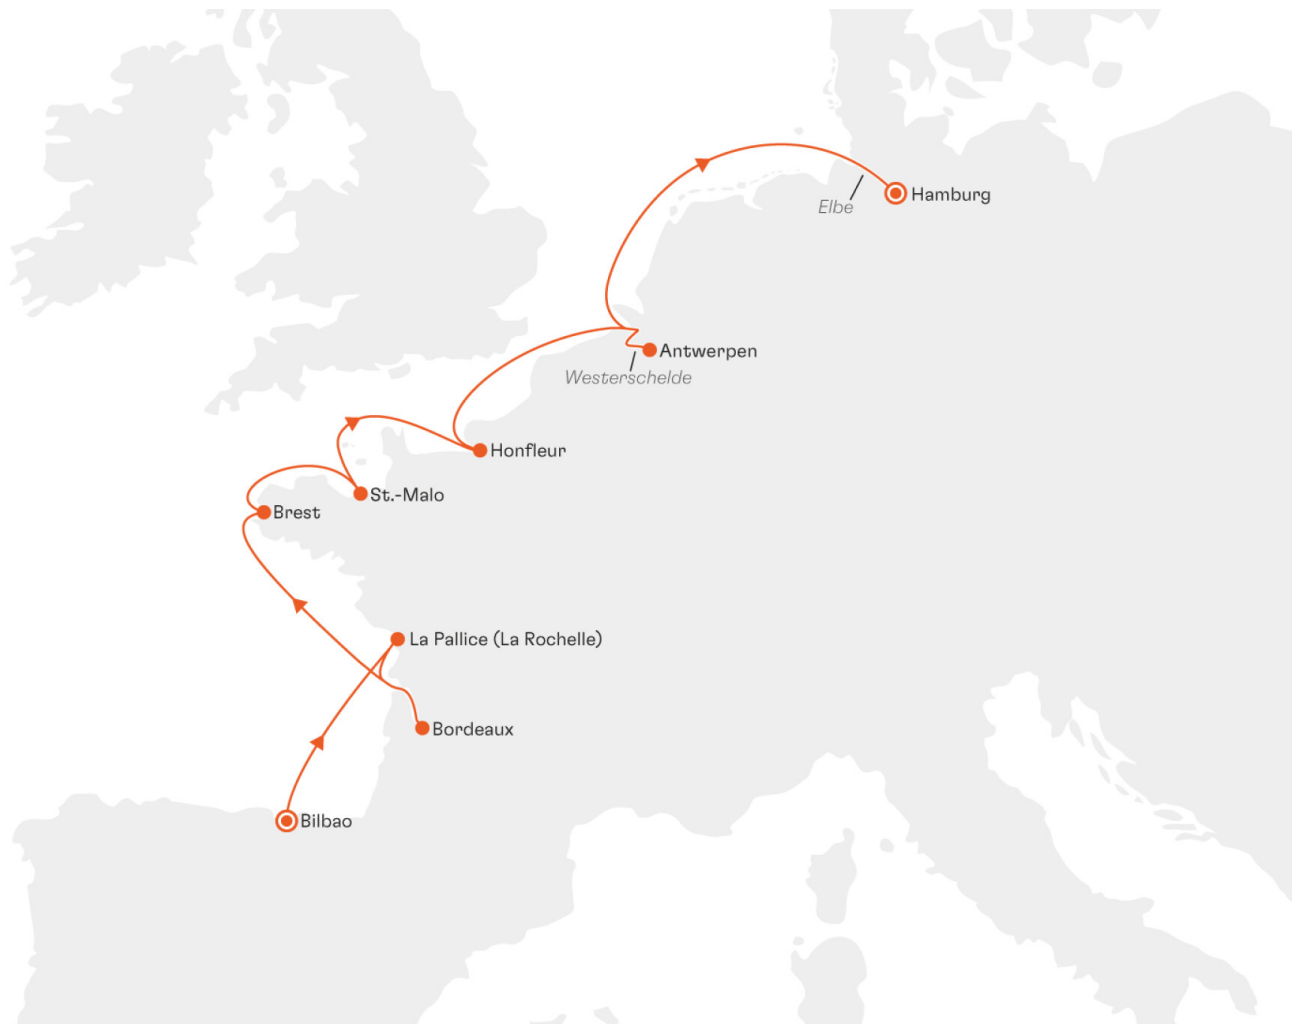 Hamburg
Elbe
Antwerpen
Westerschelde
Honfleur
St.-Malo
Brest
La Pallice (La Rochelle)
Bordeaux
Bilbao